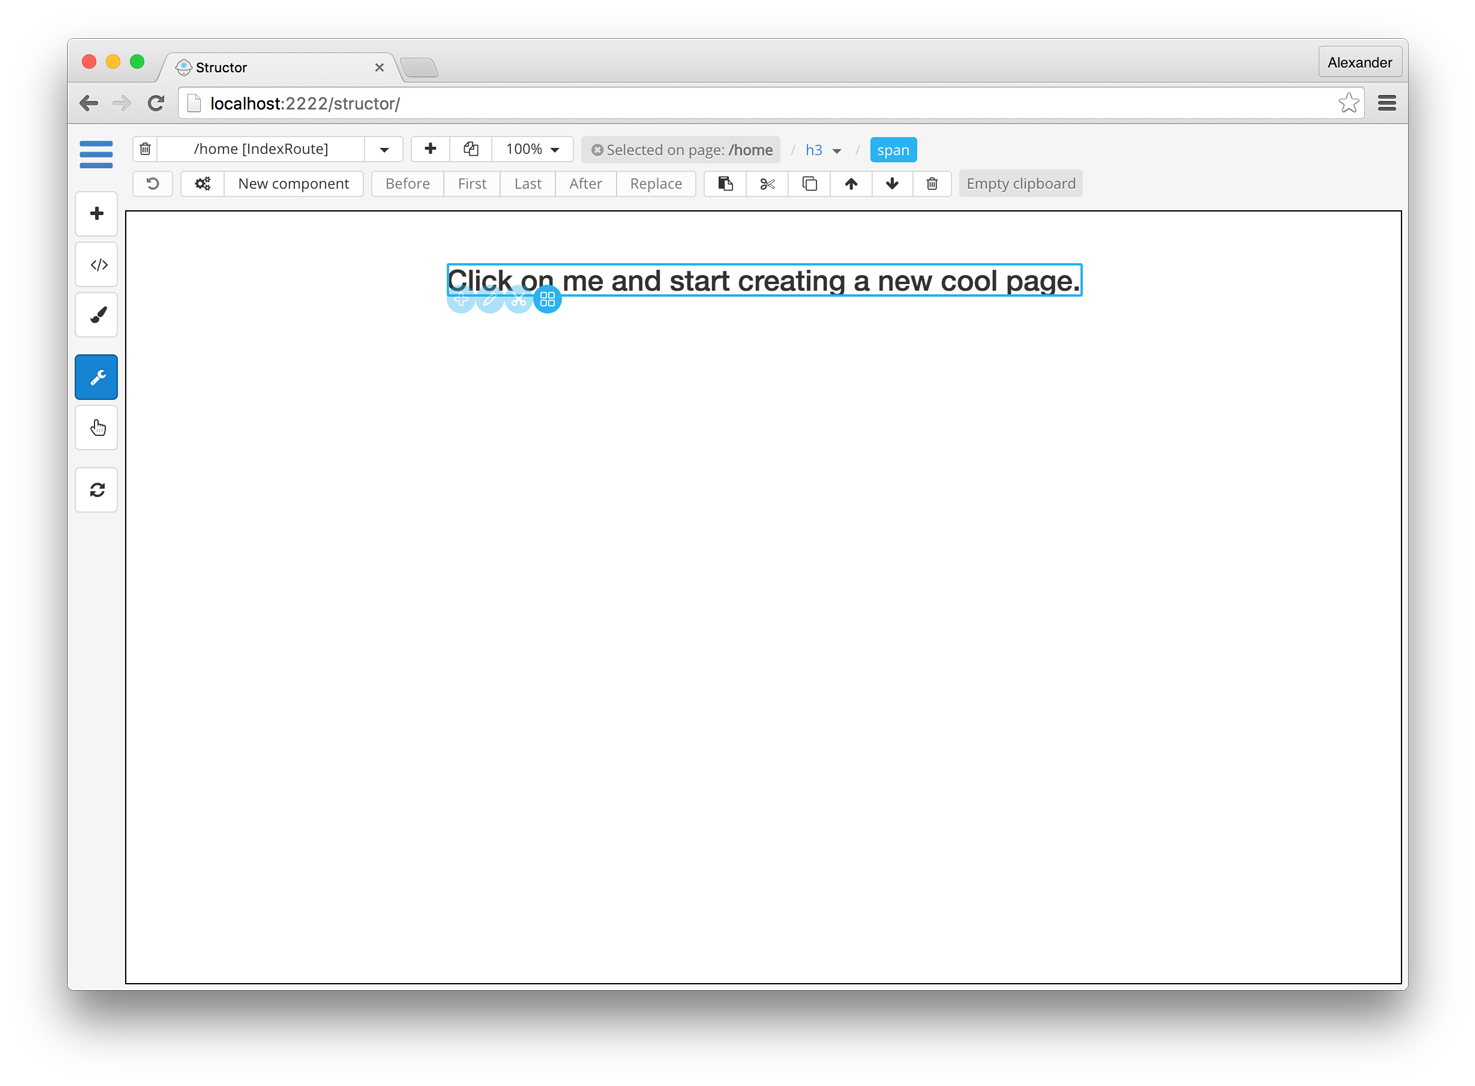 Structor
Alexander
localhost:2222/structor/
/home [IndexRoute] 100% Selected on page: /home / h3 / span
New component Before First Last After Replace Empty clipboard
Click on me and start creating a new cool page.